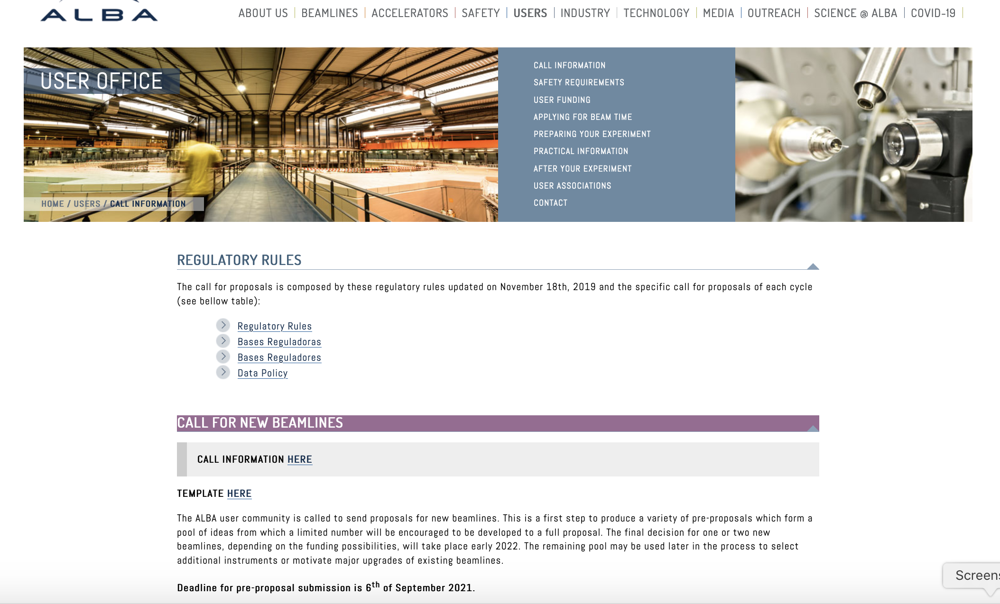 ALBA
ABOUT US
BEAMLINES
ACCELERATORS
SAFETY
USERS
INDUSTRY
TECHNOLOGY
MEDIA
OUTREACH
SCIENCE @ ALBA
COVID-19
USER OFFICE
HOME / USERS / CALL INFORMATION
CALL INFORMATION
SAFETY REQUIREMENTS
USER FUNDING
APPLYING FOR BEAM TIME
PREPARING YOUR EXPERIMENT
PRACTICAL INFORMATION
AFTER YOUR EXPERIMENT
USER ASSOCIATIONS
CONTACT
REGULATORY RULES
The call for proposals is composed by these regulatory rules updated on November 18th, 2019 and the specific call for proposals of each cycle
(see bellow table):
Regulatory Rules
Bases Reguladoras
Bases Reguladores
Data Policy
CALL FOR NEW BEAMLINES
CALL INFORMATION HERE
TEMPLATE HERE
The ALBA user community is called to send proposals for new beamlines. This is a first step to produce a variety of pre-proposals which form a
pool of ideas from which a limited number will be encouraged to be developed to a full proposal. The final decision for one or two new
beamlines, depending on the funding possibilities, will take place early 2022. The remaining pool may be used later in the process to select
additional instruments or motivate major upgrades of existing beamlines.
Deadline for pre-proposal submission is 6th of September 2021.
Screens